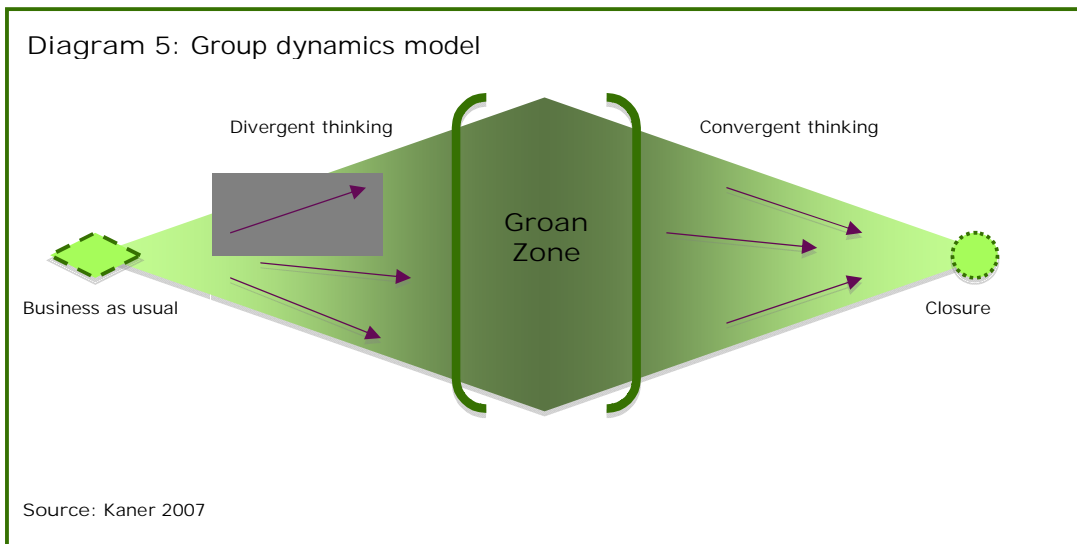 Diagram 5: Group dynamics model
Divergent thinking
Convergent thinking
Groan
Zone
Business as usual
Closure
Source: Kaner 2007